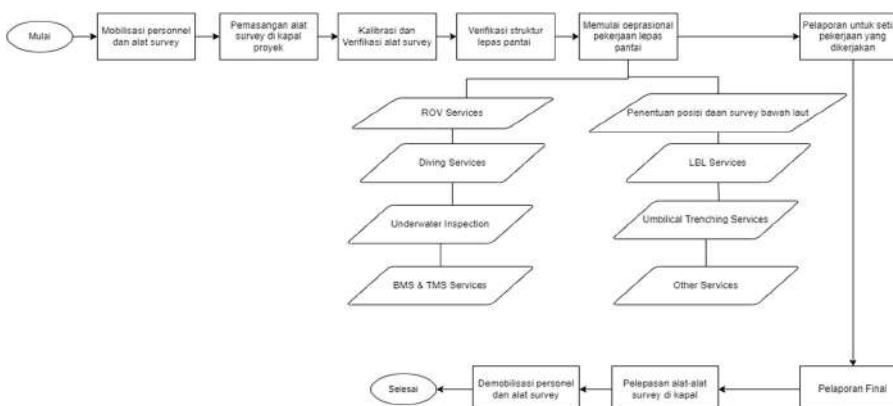 Mulai
Mobilisasi personnel
dan alat survey
Pemasangan alat
survey di kapal
proyek
Kalibrasi dan
Verifikasi alat survey
Verifikasi struktur
lepas pantai
Memulai oeprasional
pekerjaan lepas
pantai
Pelaporan untuk seti
pekerjaan yang
dikerjakan
ROV Services
Penentuan posisi daan survey bawah laut
Diving Services
LBL Services
Underwater Inspection
Umbilical Trenching Services
BMS & TMS Services
Other Services
Selesai
Demobilisasi personel
dan alat survey
Pelepasan alat-alat
survey di kapal
Pelaporan Final